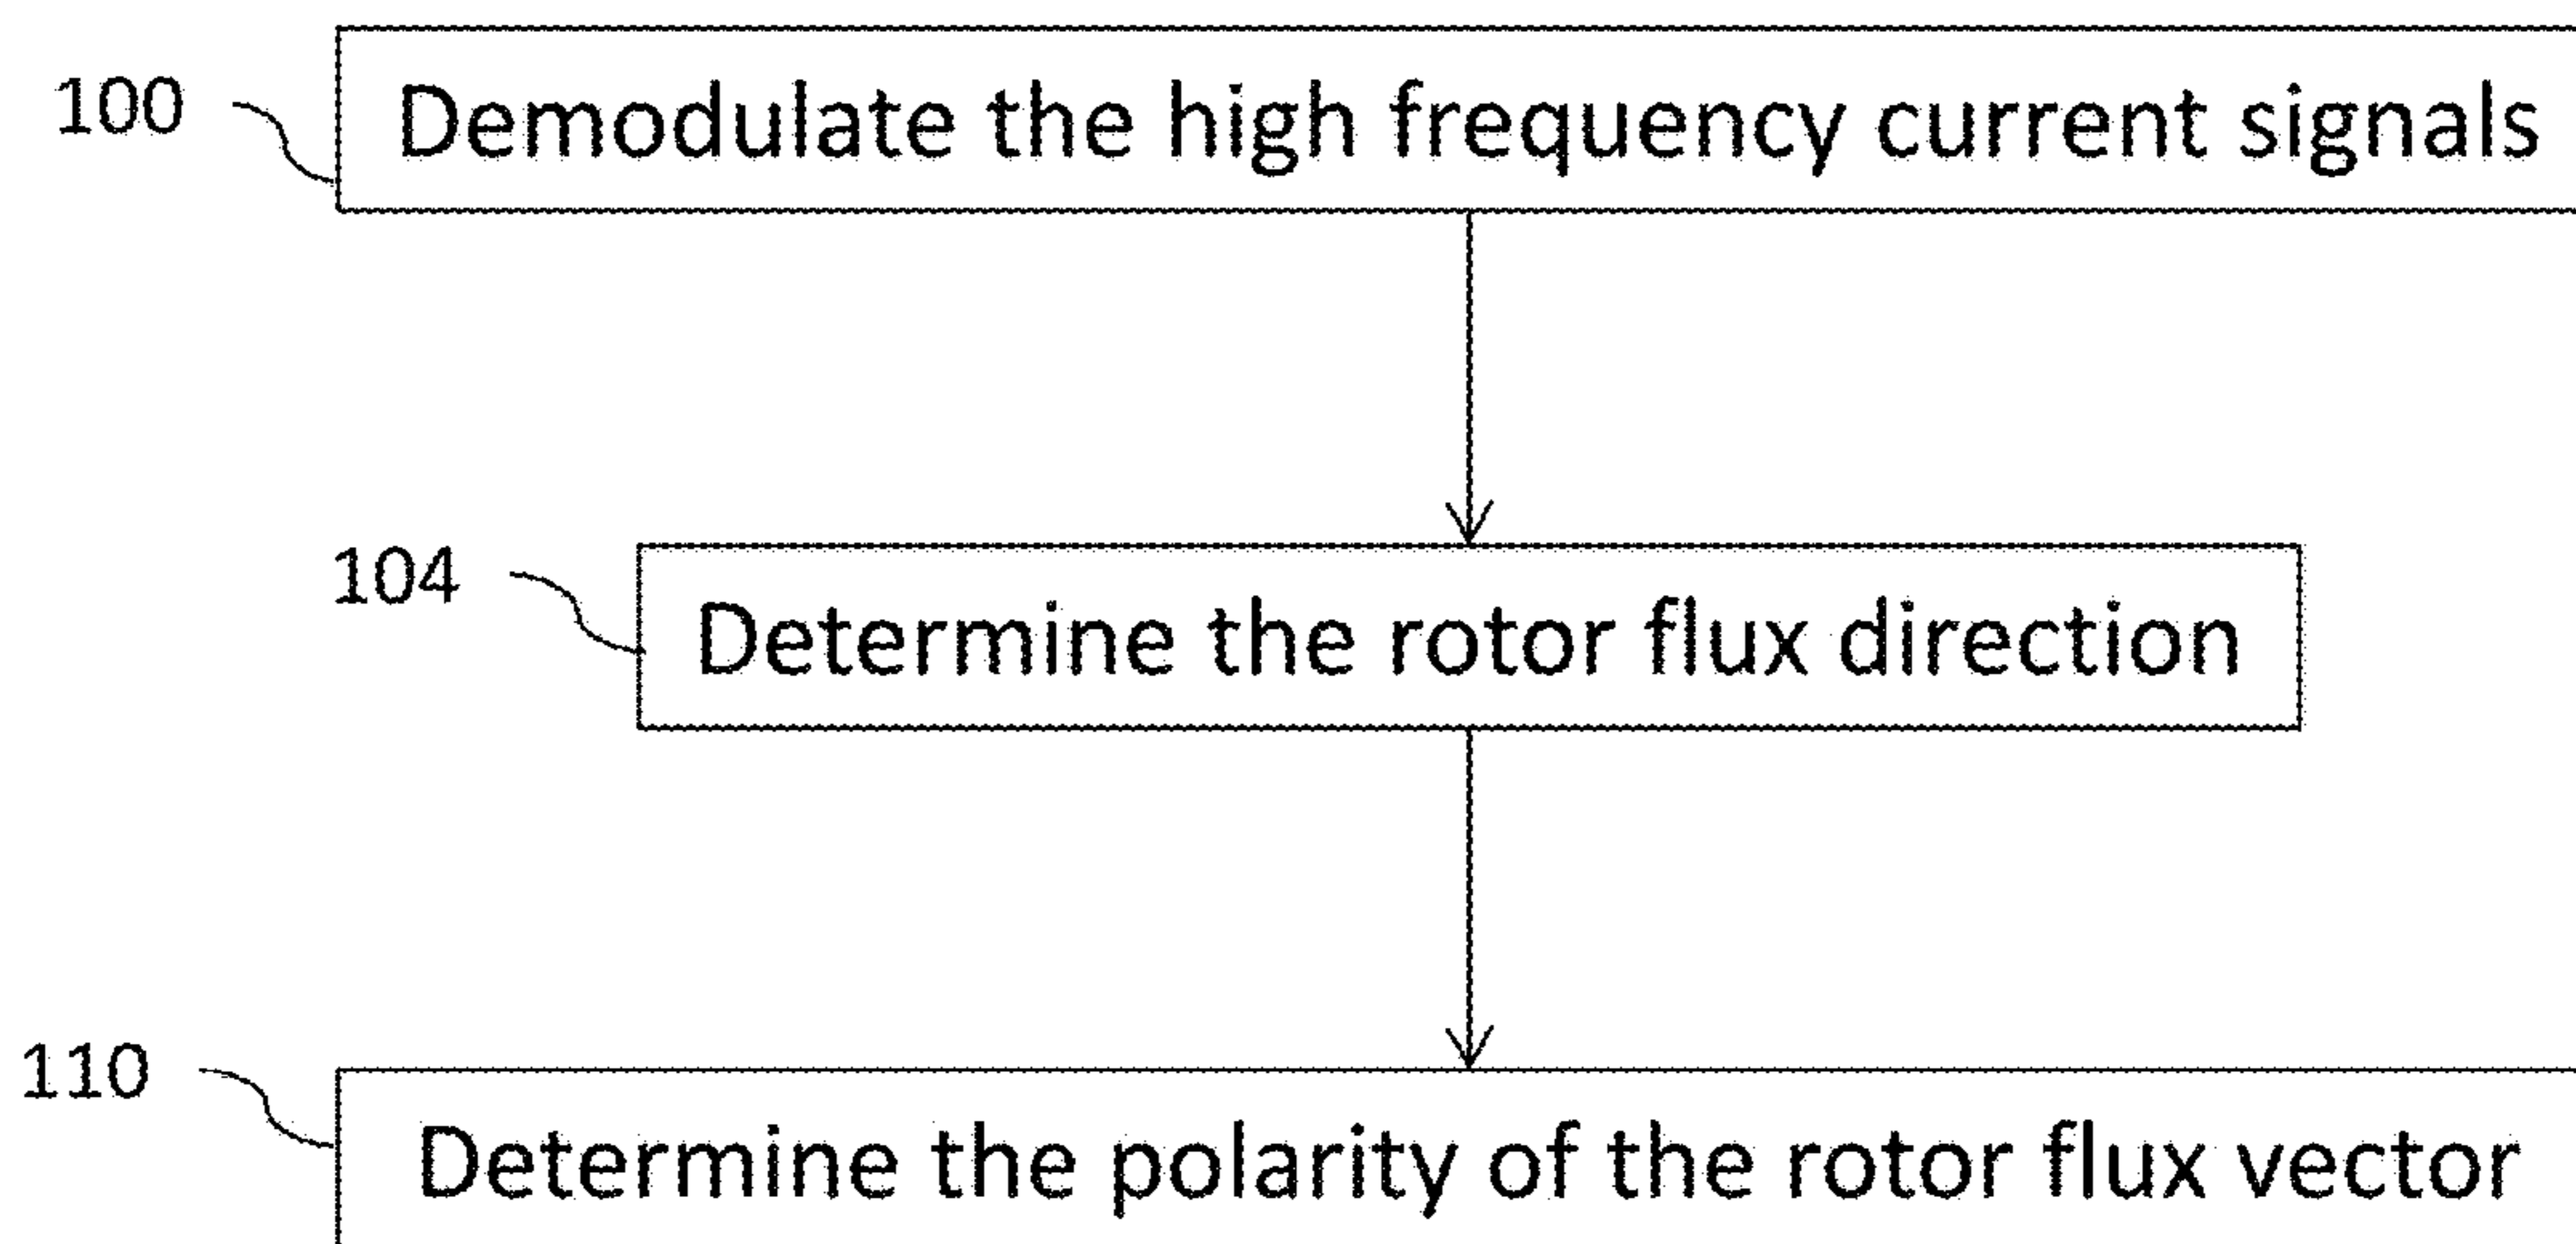 100
Demodulate the high frequency current signals
104
Determine the rotor flux direction
110
Determine the polarity of the rotor flux vector